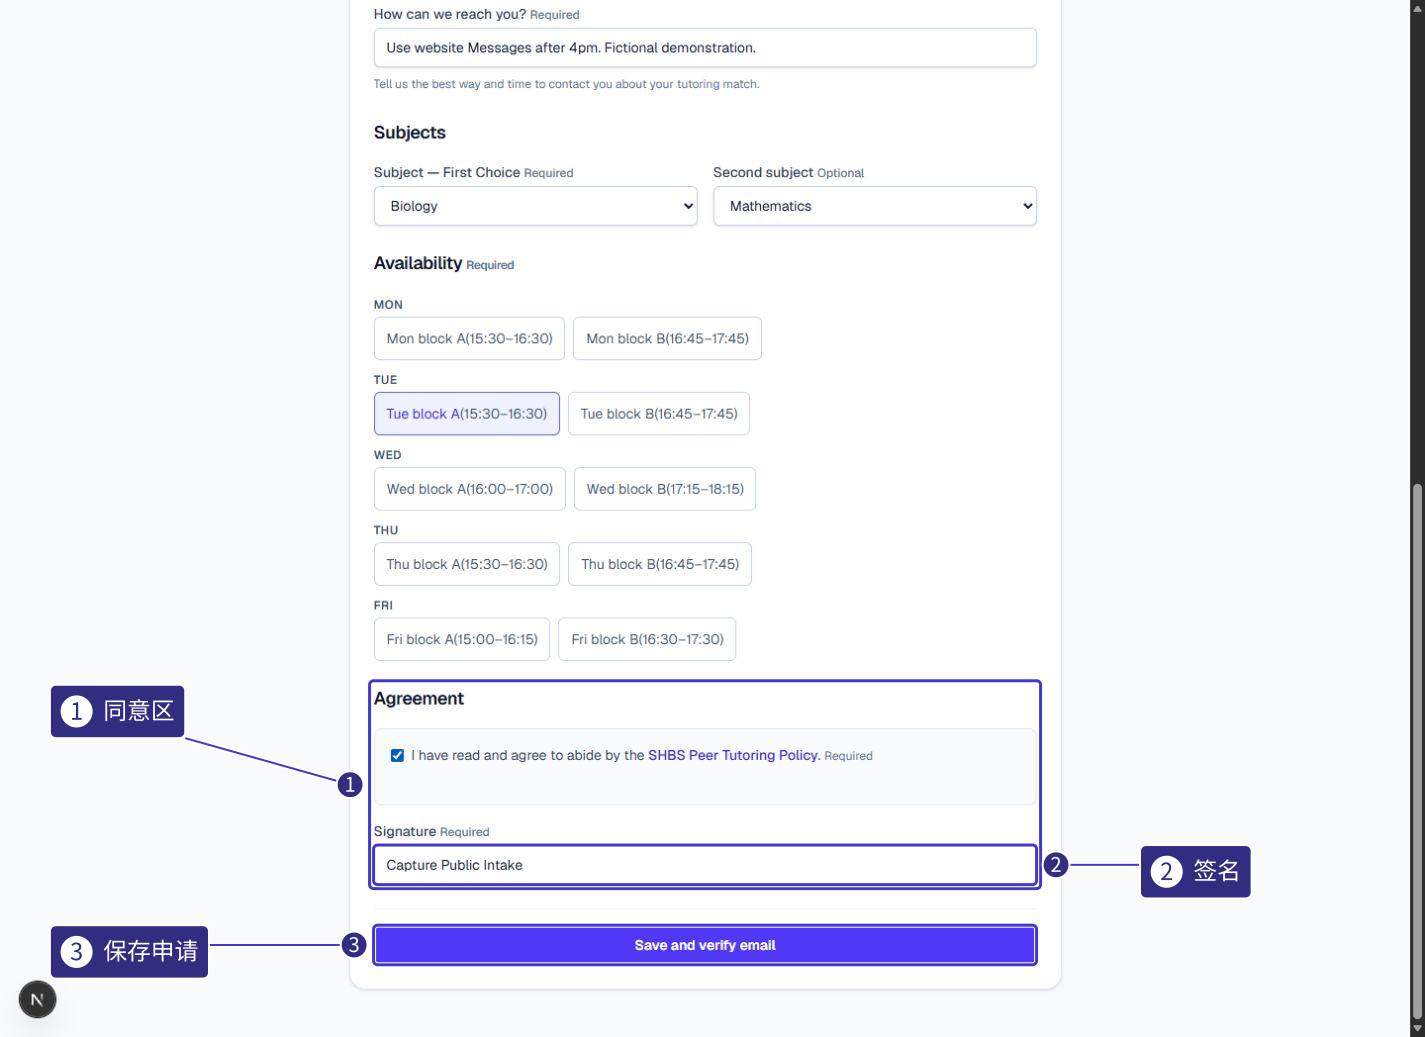 How can we reach you? Required
Use website Messages after 4pm. Fictional demonstration.
Tell us the best way and time to contact you about your tutoring match.
Subjects
Subject — First Choice Required
Second subject Optional
Biology
Mathematics
Availability Required
MON
Mon block A(15:30–16:30)
Mon block B(16:45–17:45)
TUE
Tue block A(15:30–16:30)
Tue block B(16:45–17:45)
WED
Wed block A(16:00–17:00)
Wed block B(17:15–18:15)
THU
Thu block A(15:30–16:30)
Thu block B(16:45–17:45)
FRI
Fri block A(15:00–16:15)
Fri block B(16:30–17:30)
1 同意区
Agreement
I have read and agree to abide by the SHBS Peer Tutoring Policy. Required
1
Signature Required
Capture Public Intake
2
2 签名
3 保存申请
3
Save and verify email
N